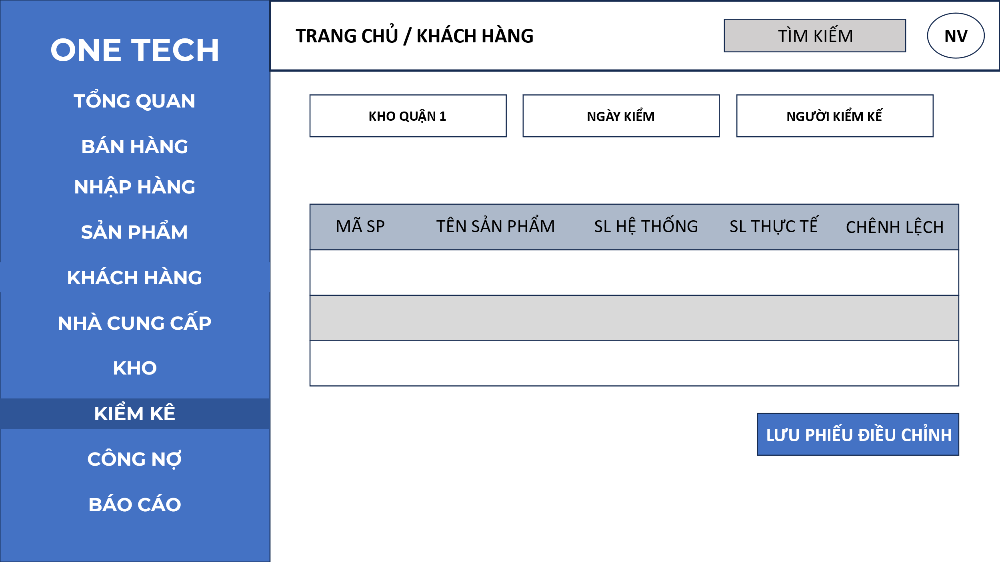 ONE TECH
TỔNG QUAN
BÁN HÀNG
NHẬP HÀNG
SẢN PHẨM
KHÁCH HÀNG
NHÀ CUNG CẤP
KHO
KIỂM KÊ
CÔNG NỢ
BÁO CÁO
TRANG CHỦ / KHÁCH HÀNG
TÌM KIẾM
NV
KHO QUẬN 1
NGÀY KIỂM
NGƯỜI KIỂM KẾ
MÃ SP
TÊN SẢN PHẨM
SL HỆ THỐNG
SL THỰC TẾ
CHÊNH LỆCH
LƯU PHIẾU ĐIỀU CHỈNH